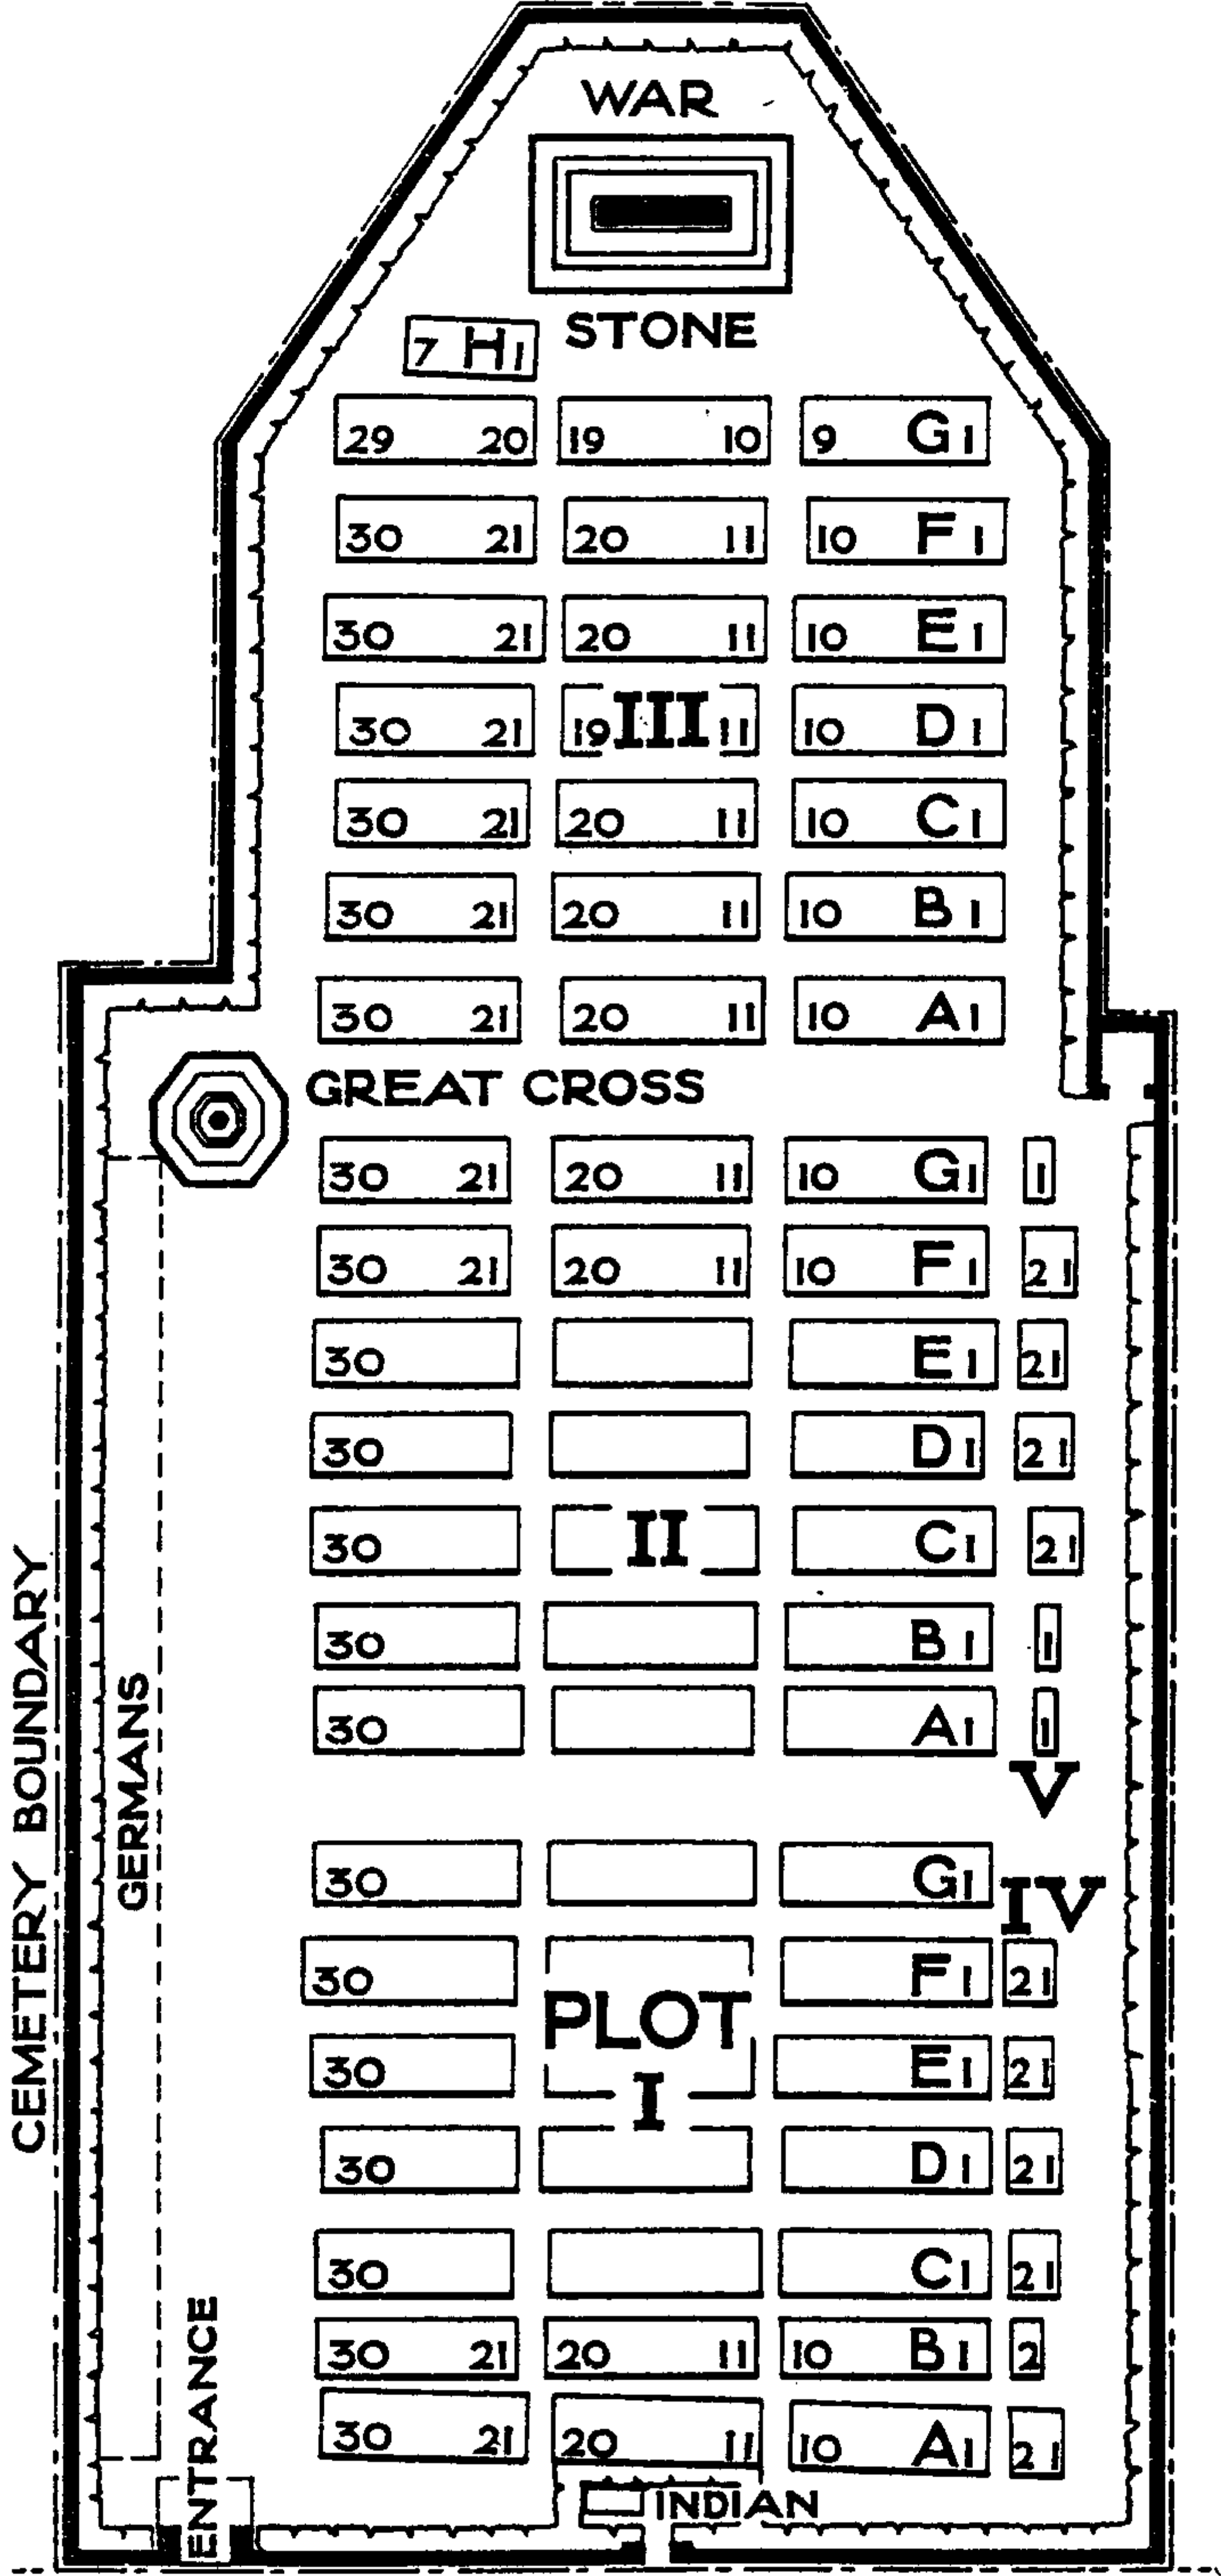 WAR
STONE
7 H1
29 20 19 10 9 G1
30 21 20 11 10 F1
30 21 20 11 10 E1
30 21 19 III 11 10 D1
30 21 20 11 10 C1
30 21 20 11 10 B1
30 21 20 11 10 A1
GREAT CROSS
30 21 20 11 10 G1 1
30 21 20 11 10 F1 21
30 E1 21
30 D1 21
30 II C1 21
30 B1 1
30 A1 1
V
30 G1 IV
30 F1 21
PLOT
30 E1 21
I
30 D1 21
30 C1 21
30 21 20 11 10 B1 2
30 21 20 11 10 A1 21
INDIAN
ENTRANCE
GERMANS
CEMETERY BOUNDARY